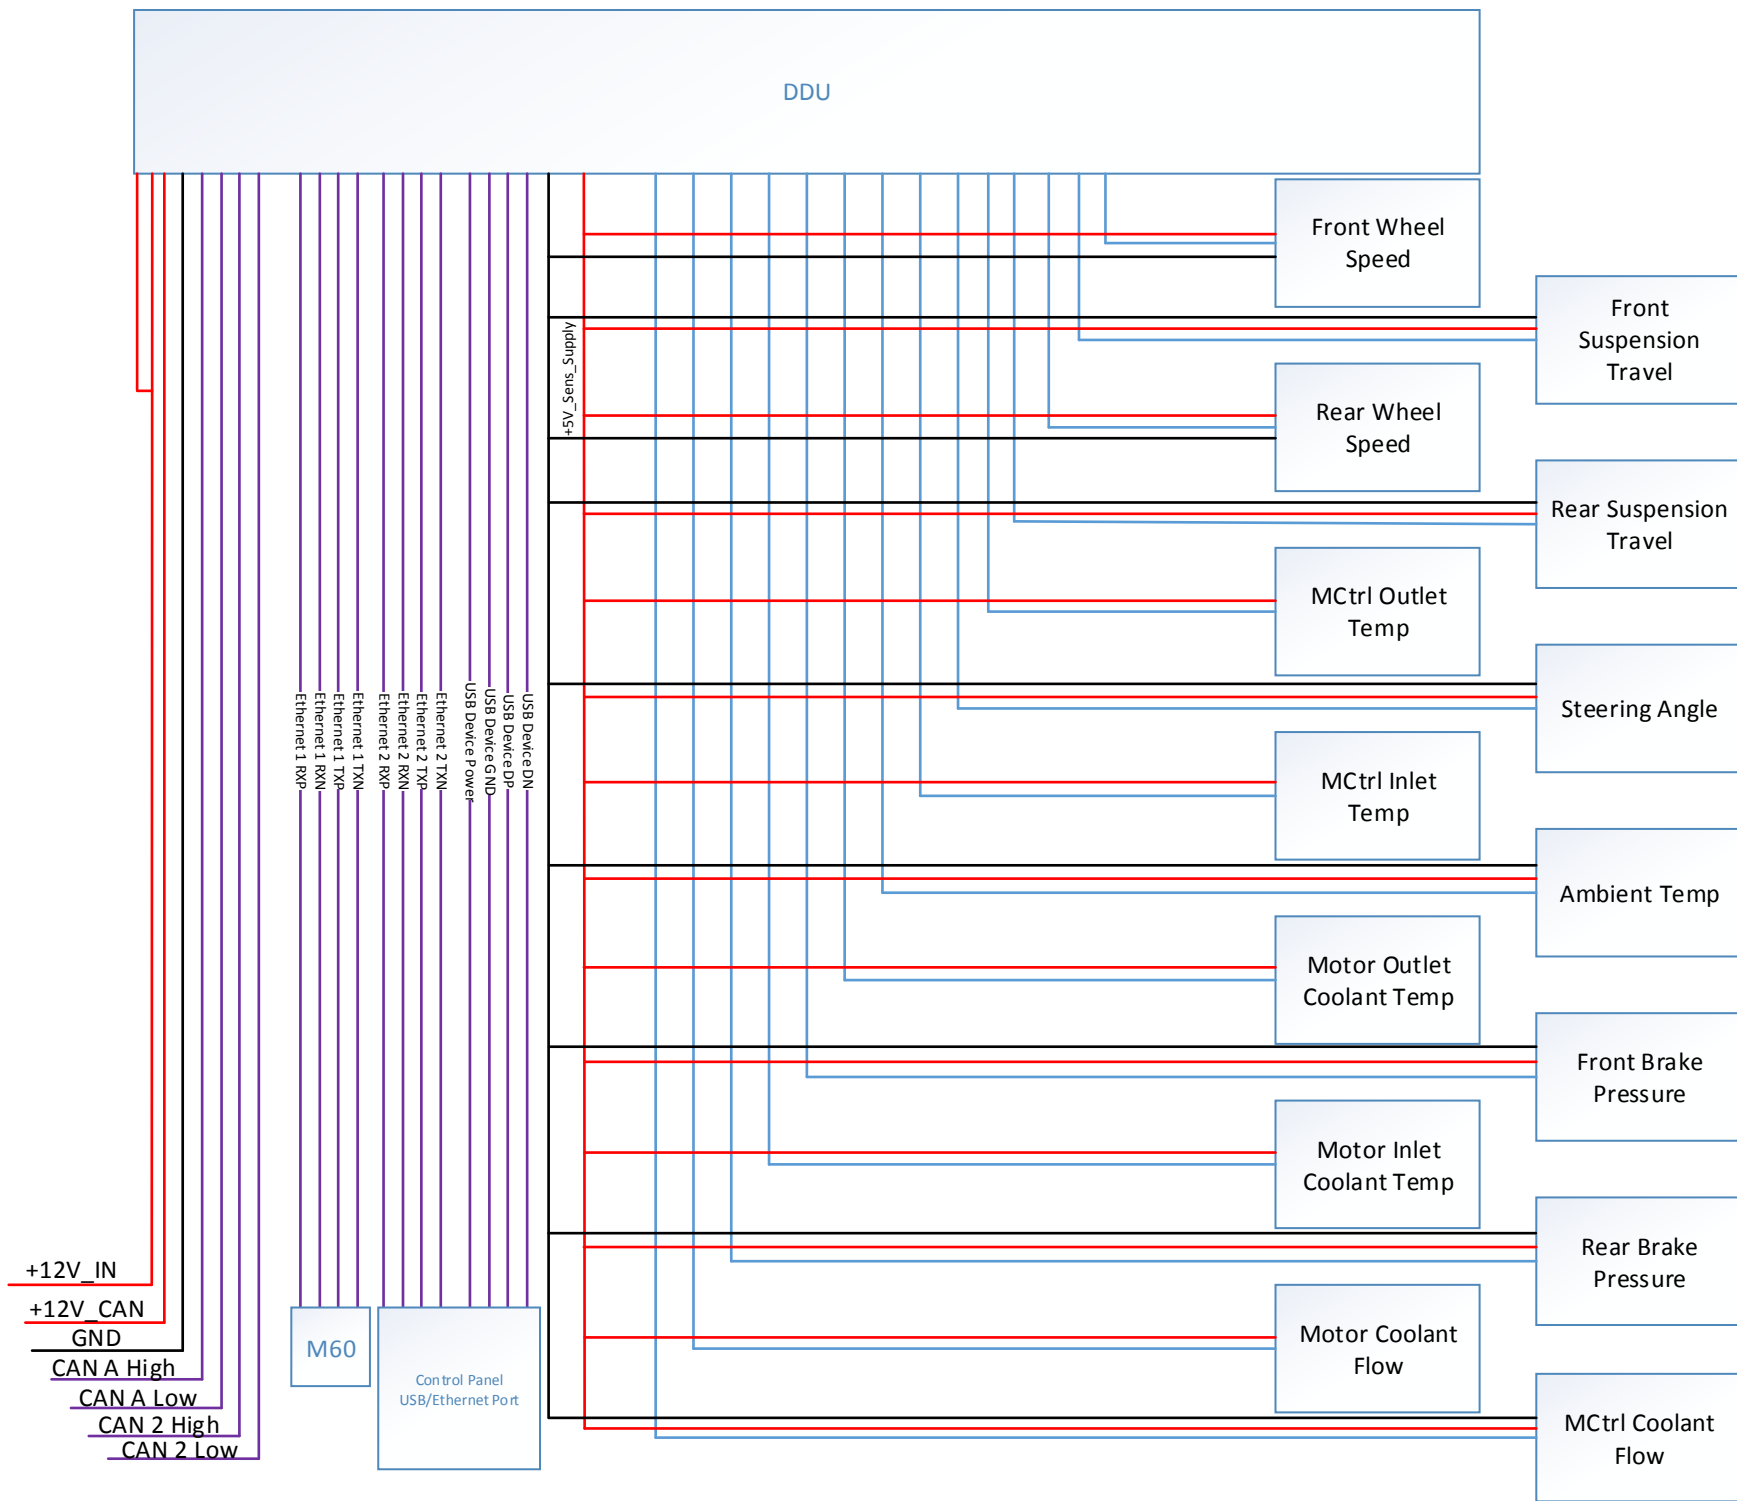 DDU
Front Wheel
Speed
Front
Suspension
Travel
+5V_Sens_Supply
Rear Wheel
Speed
Rear Suspension
Travel
MCtrl Outlet
Temp
Steering Angle
Ethernet 1 RXP
Ethernet 1 RXN
Ethernet 1 TXP
Ethernet 1 TXN
Ethernet 2 RXP
Ethernet 2 RXN
Ethernet 2 TXP
Ethernet 2 TXN
USB Device Power
USB Device GND
USB Device DP
USB Device DN
MCtrl Inlet
Temp
Ambient Temp
Motor Outlet
Coolant Temp
Front Brake
Pressure
Motor Inlet
Coolant Temp
Rear Brake
Pressure
+12V_IN
+12V_CAN
GND
CAN A High
CAN A Low
CAN 2 High
CAN 2 Low
M60
Control Panel
USB/Ethernet Port
Motor Coolant
Flow
MCtrl Coolant
Flow